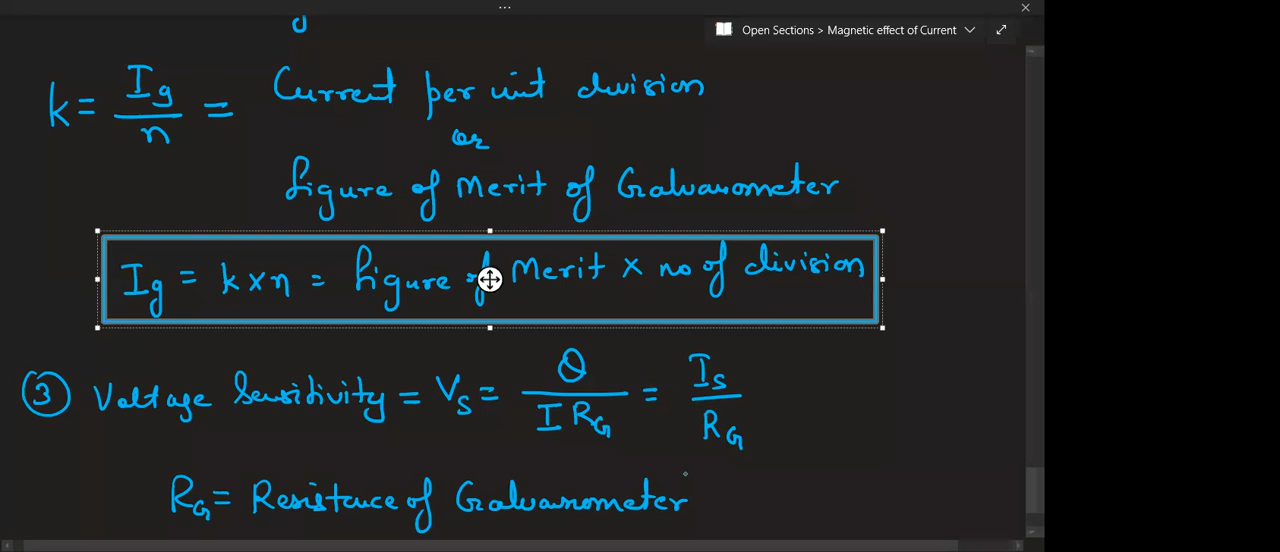 Open Sections > Magnetic effect of Current
k = Ig/n = Current per unit division
or
figure of Merit of Galvanometer
Ig = k×n = figure of Merit × no of division
③ Voltage Sensitivity = Vs = θ/(I RG) = Is/RG
RG = Resistance of Galvanometer